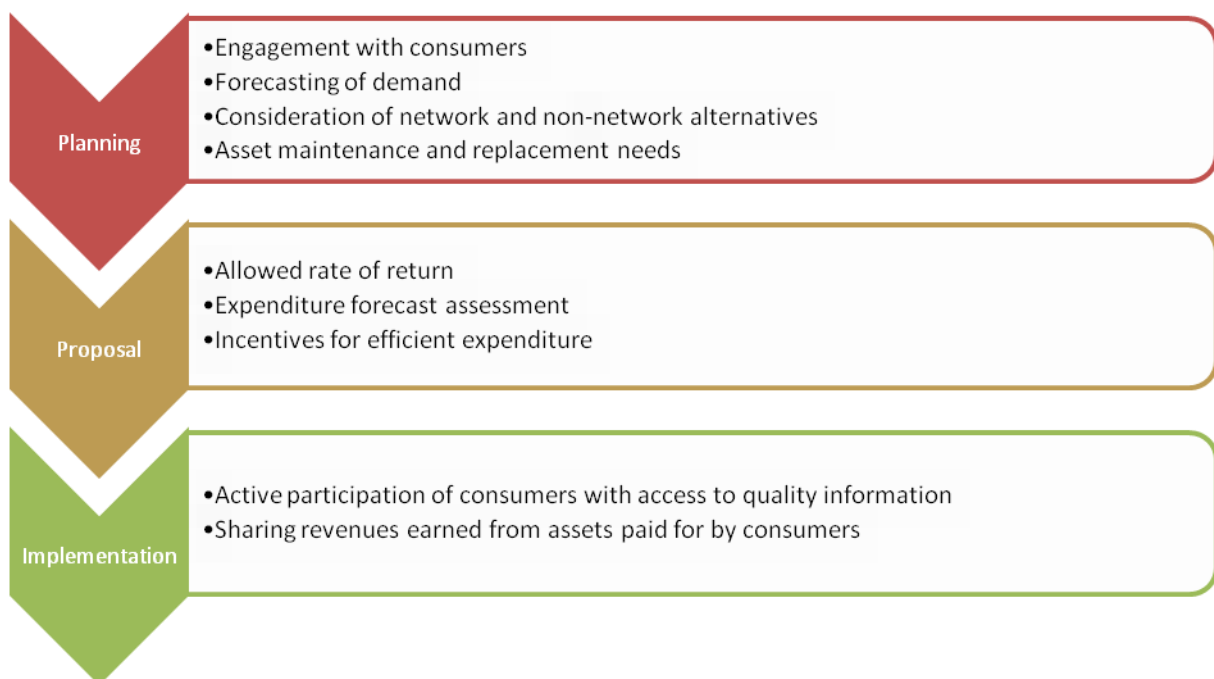 Planning
•Engagement with consumers
•Forecasting of demand
•Consideration of network and non-network alternatives
•Asset maintenance and replacement needs
Proposal
•Allowed rate of return
•Expenditure forecast assessment
•Incentives for efficient expenditure
Implementation
•Active participation of consumers with access to quality information
•Sharing revenues earned from assets paid for by consumers